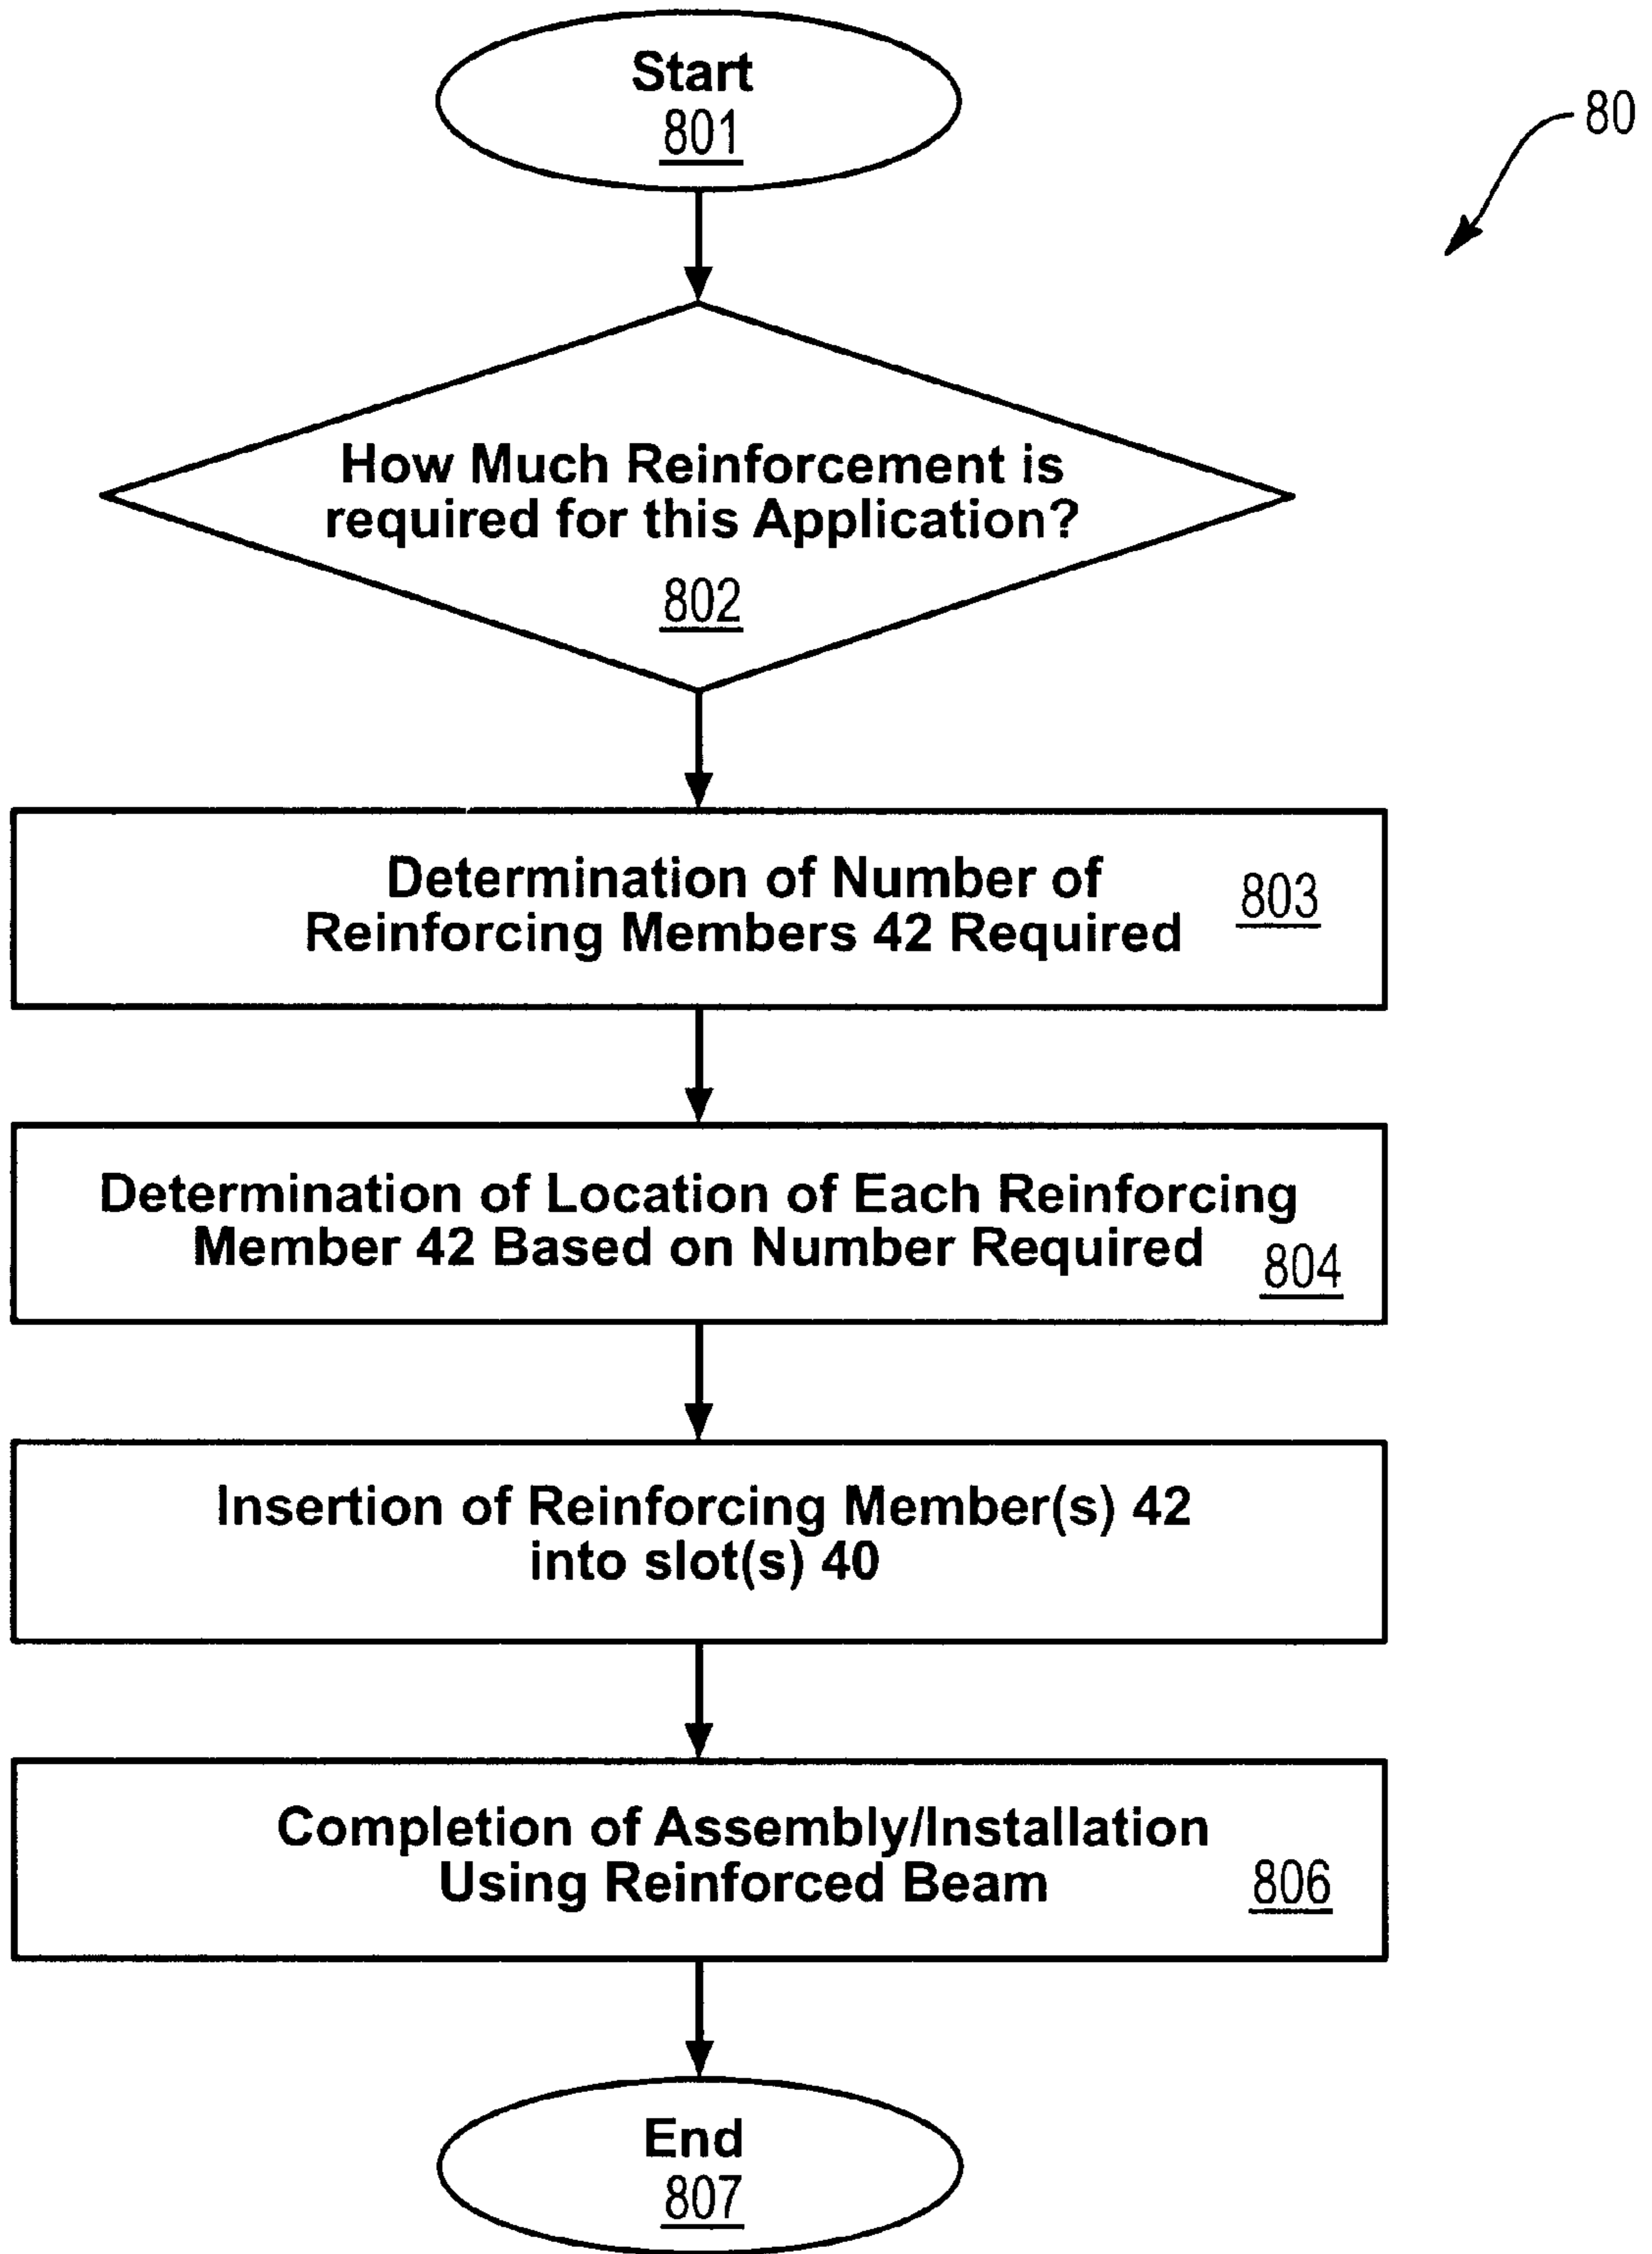 Start
801
80
How Much Reinforcement is
required for this Application?
802
Determination of Number of
Reinforcing Members 42 Required
803
Determination of Location of Each Reinforcing
Member 42 Based on Number Required
804
Insertion of Reinforcing Member(s) 42
into slot(s) 40
Completion of Assembly/Installation
Using Reinforced Beam
806
End
807